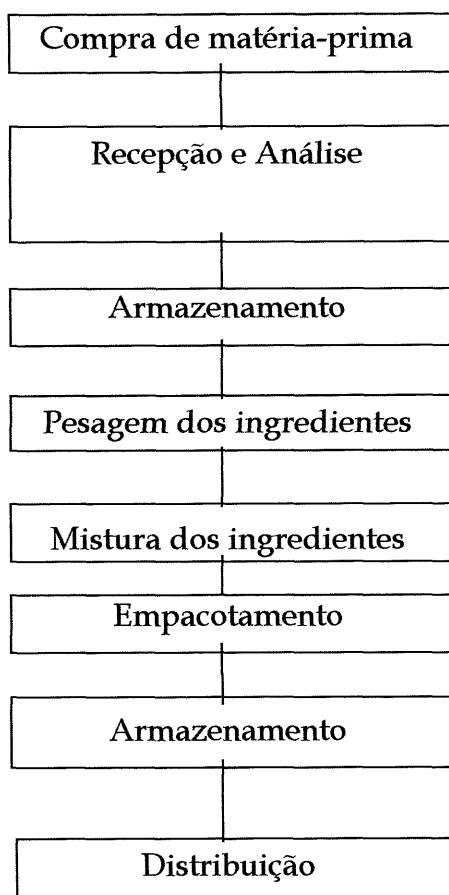 Compra de matéria-prima
Recepção e Análise
Armazenamento
Pesagem dos ingredientes
Mistura dos ingredientes
Empacotamento
Armazenamento
Distribuição